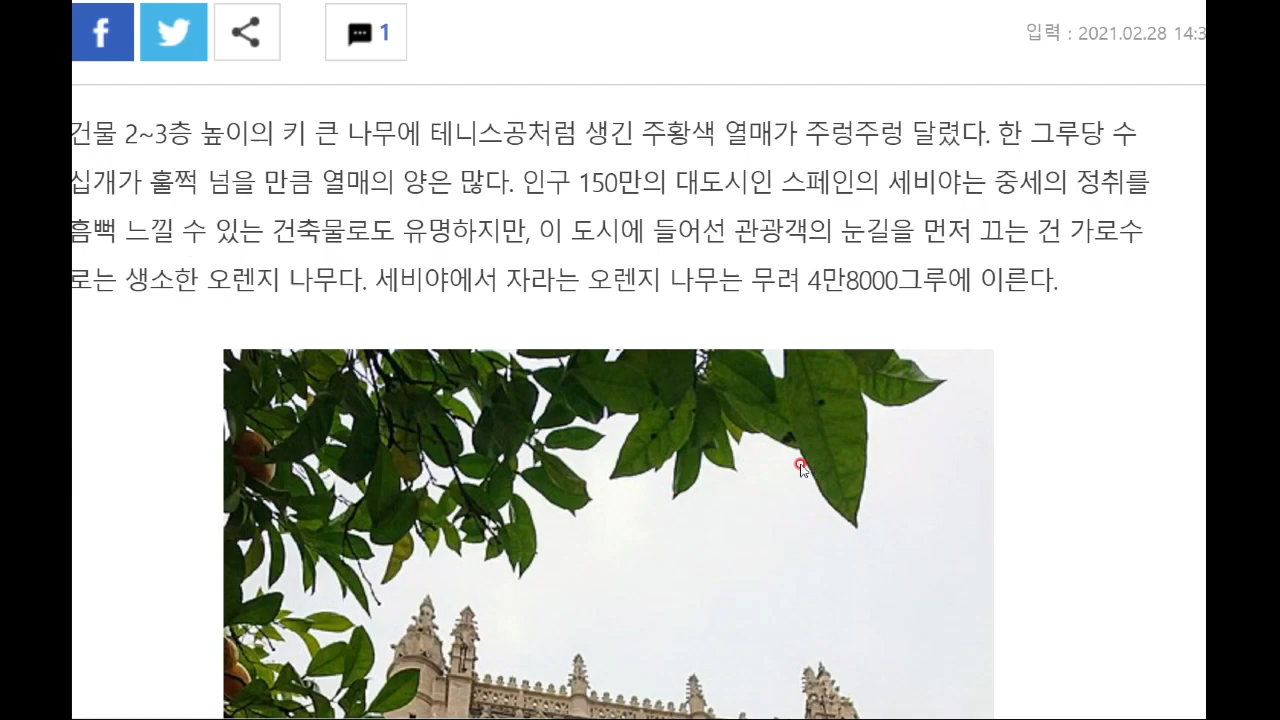 1
입력 : 2021.02.28 14:3
건물 2~3층 높이의 키 큰 나무에 테니스공처럼 생긴 주황색 열매가 주렁주렁 달렸다. 한 그루당 수
십개가 훌쩍 넘을 만큼 열매의 양은 많다. 인구 150만의 대도시인 스페인의 세비야는 중세의 정취를
흠뻑 느낄 수 있는 건축물로도 유명하지만, 이 도시에 들어선 관광객의 눈길을 먼저 끄는 건 가로수
로는 생소한 오렌지 나무다. 세비야에서 자라는 오렌지 나무는 무려 4만8000그루에 이른다.